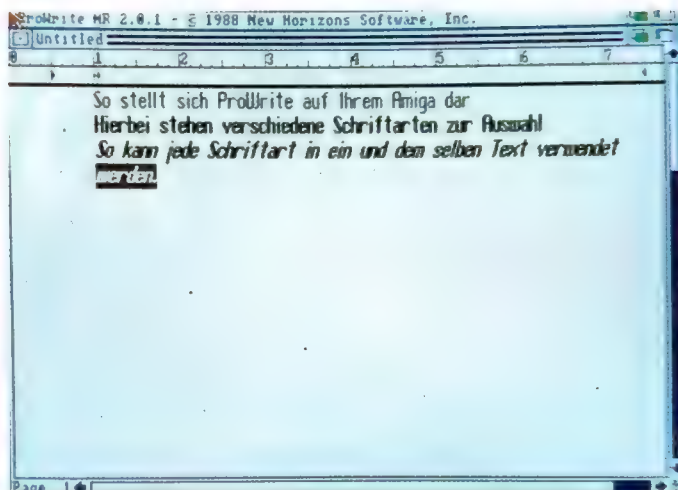 ProWrite MR 2.0.1 - © 1988 New Horizons Software, Inc.
Untitled
0 1 2 3 4 5 6 7
So stellt sich ProWrite auf Ihrem Amiga dar
Hierbei stehen verschiedene Schriftarten zur Auswahl
So kann jede Schriftart in ein und dem selben Text verwendet
werden.
Page 1